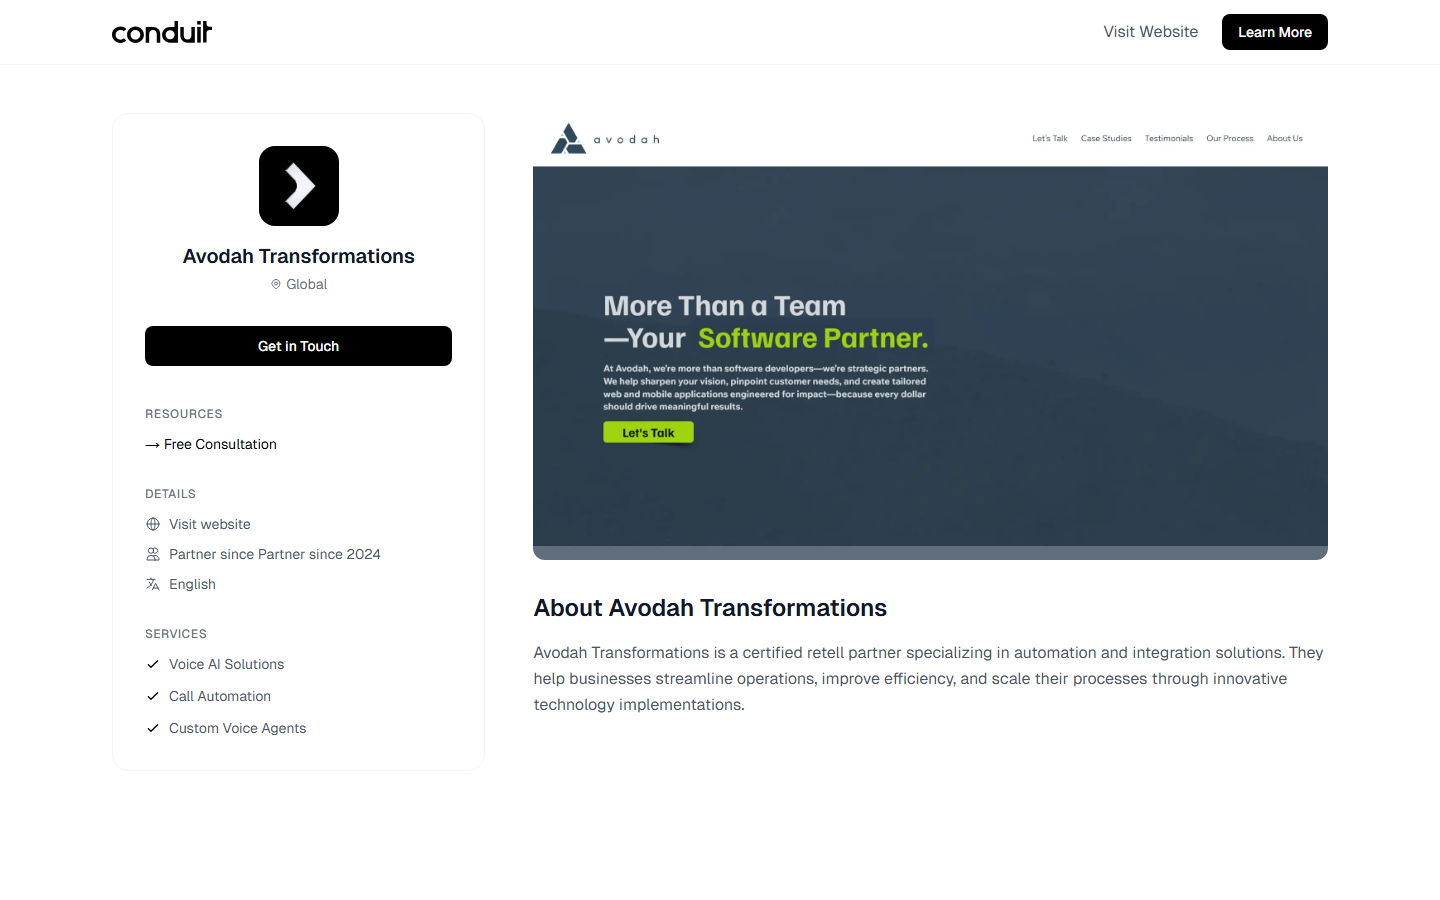 conduit
Visit Website
Learn More
Avodah Transformations
Global
Get in Touch
RESOURCES
→ Free Consultation
DETAILS
Visit website
Partner since Partner since 2024
English
SERVICES
Voice AI Solutions
Call Automation
Custom Voice Agents
avodah
Let's Talk Case Studies Testimonials Our Process About Us
More Than a Team
—Your Software Partner.
At Avodah, we're more than software developers—we're strategic partners.
We help sharpen your vision, pinpoint customer needs, and create tailored
web and mobile applications engineered for impact—because every dollar
should drive meaningful results.
Let's Talk
About Avodah Transformations
Avodah Transformations is a certified retell partner specializing in automation and integration solutions. They
help businesses streamline operations, improve efficiency, and scale their processes through innovative
technology implementations.